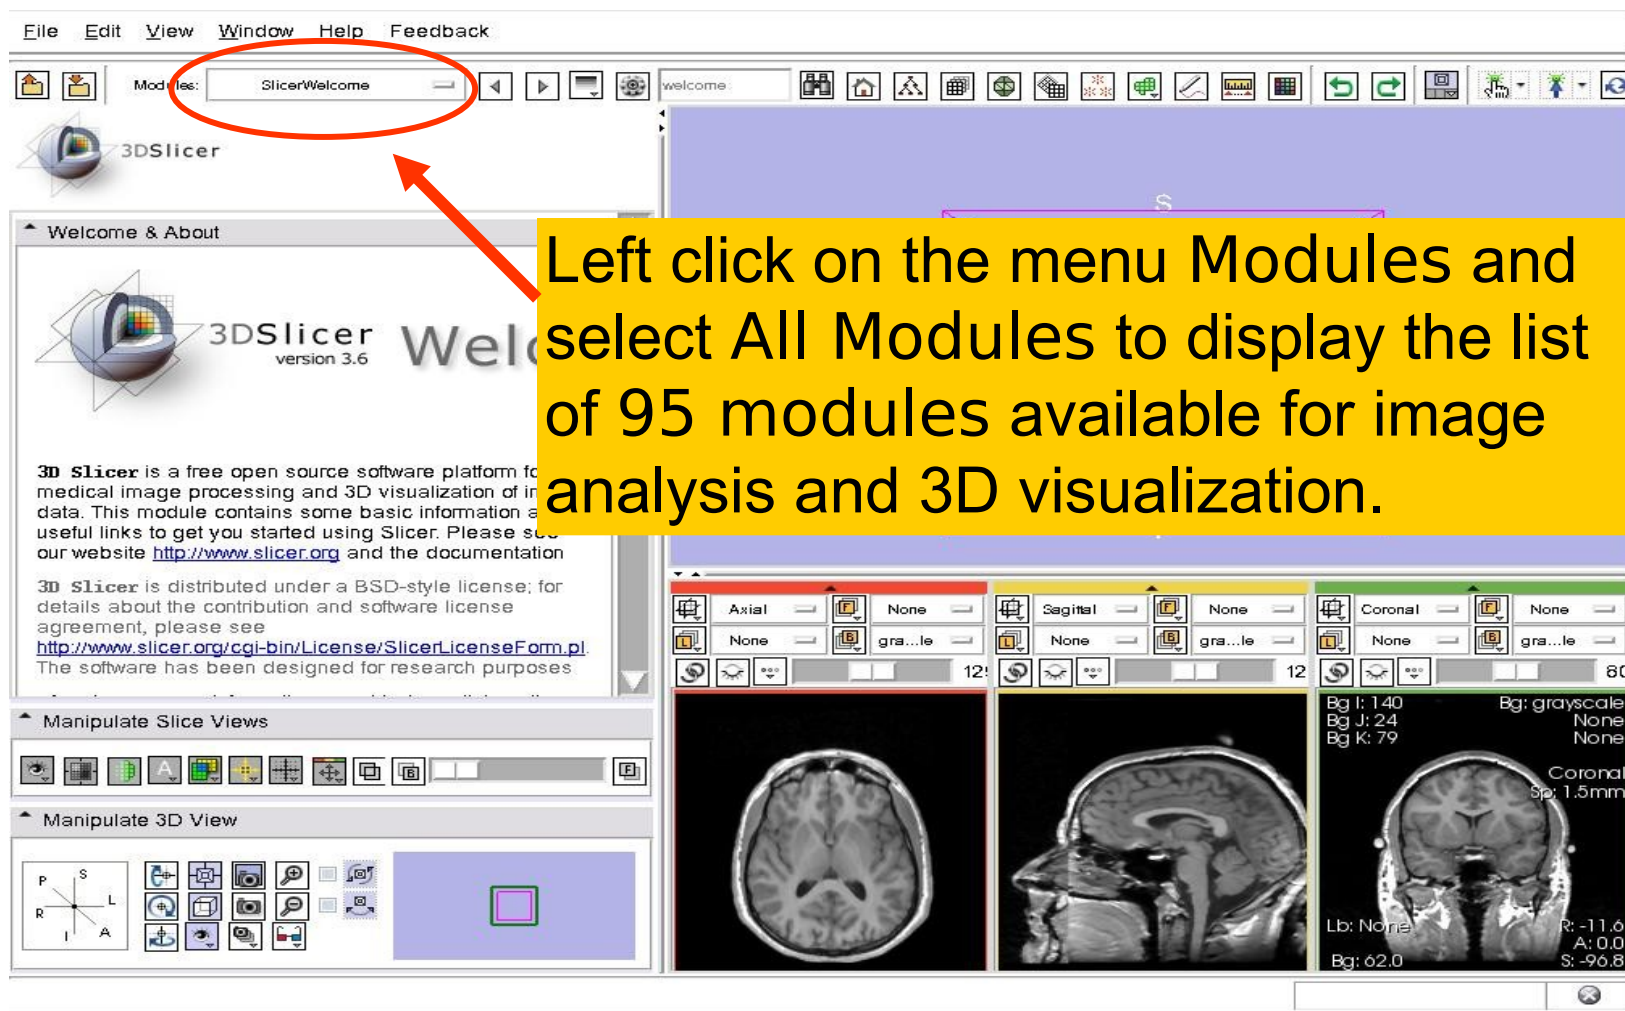 File Edit View Window Help Feedback
Modules: SlicerWelcome welcome
3DSlicer
Welcome & About
S
Left click on the menu Modules and
select All Modules to display the list
of 95 modules available for image
analysis and 3D visualization.
3DSlicer
version 3.6
3D Slicer is a free open source software platform
medical image processing and 3D visualization of
data. This module contains some basic information
useful links to get you started using Slicer. Please
our website http://www.slicer.org and the documentation
3D Slicer is distributed under a BSD-style license; for
details about the contribution and software license
agreement, please see
http://www.slicer.org/cgi-bin/License/SlicerLicenseForm.pl.
The software has been designed for research purposes
Manipulate Slice Views
A B F
Manipulate 3D View
P S
L
R
I A
Axial F None
L None B gra...le
Sagittal F None
L None B gra...le
12
Coronal F None
L None B gra...le
80
Bg I: 140
Bg J: 24
Bg K: 79
Bg: grayscale
None
None
Coronal
Sp: 1.5mm
Lb: None
Bg: 62.0
R: -11.6
A: 0.0
S: -96.8